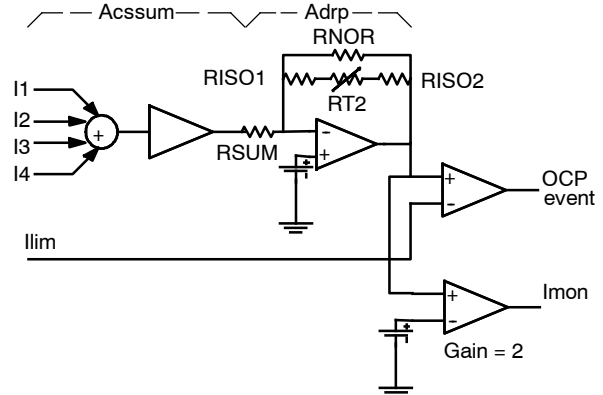 Acssum Adrp
RNOR
RISO1 RISO2
RT2
I1
I2
I3
I4
+
RSUM
-
+
+
Ilim
+
-
OCP
event
+
-
Imon
+
Gain = 2